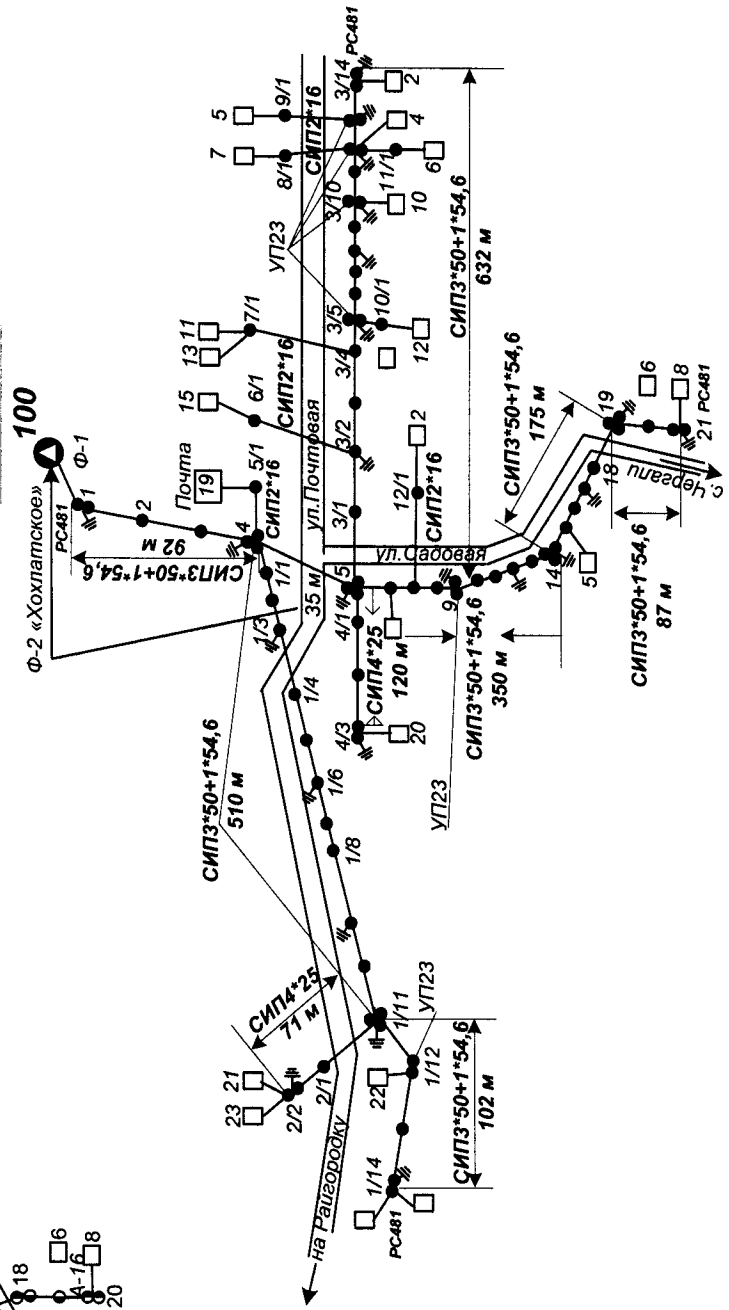 100
Ф-2 «Хохлатское»
Ф-1
РС481
1
2
4
СИП3*50+1*54,6
92 м
Почта
19
5/1
СИП2*16
15
6/1
13
11
7/1
СИП2*16
7
8/1
5
9/1
СИП2*16
УП23
ул.Почтовая
35 м
1/1
1/3
1/4
1/6
1/8
1/11
1/12
1/14
4/3
4/1
5
3/1
3/2
3/4
3/5
3/10
3/14
РС481
2
4
6
11/1
10
10/1
12
20
СИП4*25
120 м
12/1
2
СИП2*16
ул.Садовая
СИП3*50+1*54,6
632 м
СИП3*50+1*54,6
510 м
СИП4*25
71 м
21
23
2/2
2/1
22
УП23
СИП3*50+1*54,6
102 м
РС481
на Райгородку
9
УП23
СИП3*50+1*54,6
350 м
14
5
СИП3*50+1*54,6
175 м
18
19
6
8
21
РС481
СИП3*50+1*54,6
87 м
с. Чергали
18
6
А-16
8
20